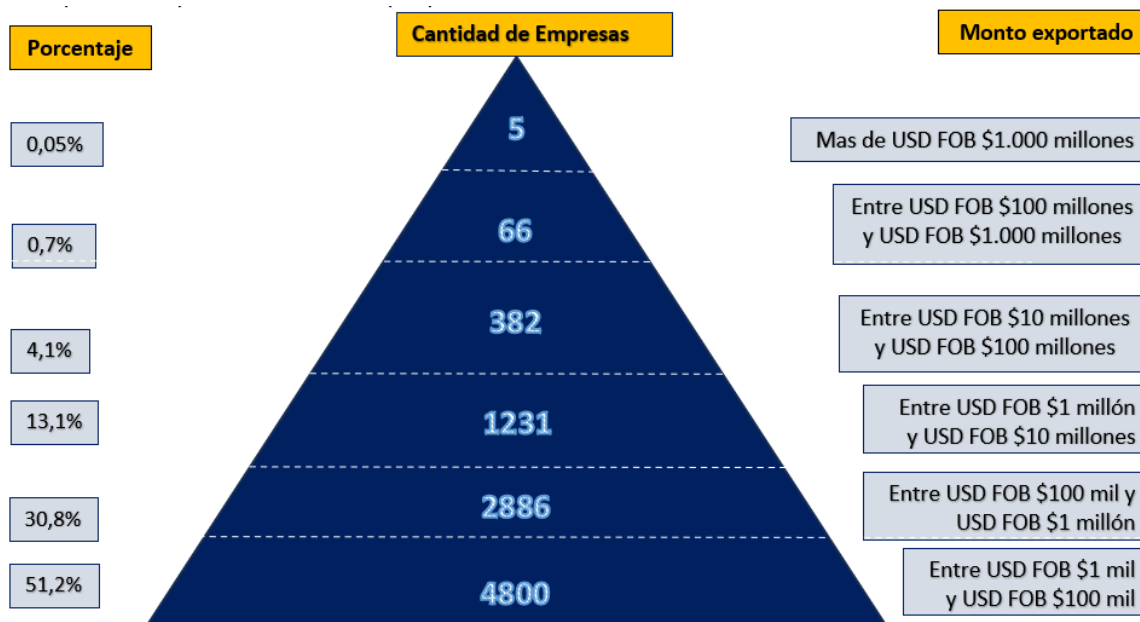 Porcentaje
Cantidad de Empresas
Monto exportado
0,05%
5
Mas de USD FOB $1.000 millones
0,7%
66
Entre USD FOB $100 millones
y USD FOB $1.000 millones
4,1%
382
Entre USD FOB $10 millones
y USD FOB $100 millones
13,1%
1231
Entre USD FOB $1 millón
y USD FOB $10 millones
30,8%
2886
Entre USD FOB $100 mil y
USD FOB $1 millón
51,2%
4800
Entre USD FOB $1 mil
y USD FOB $100 mil